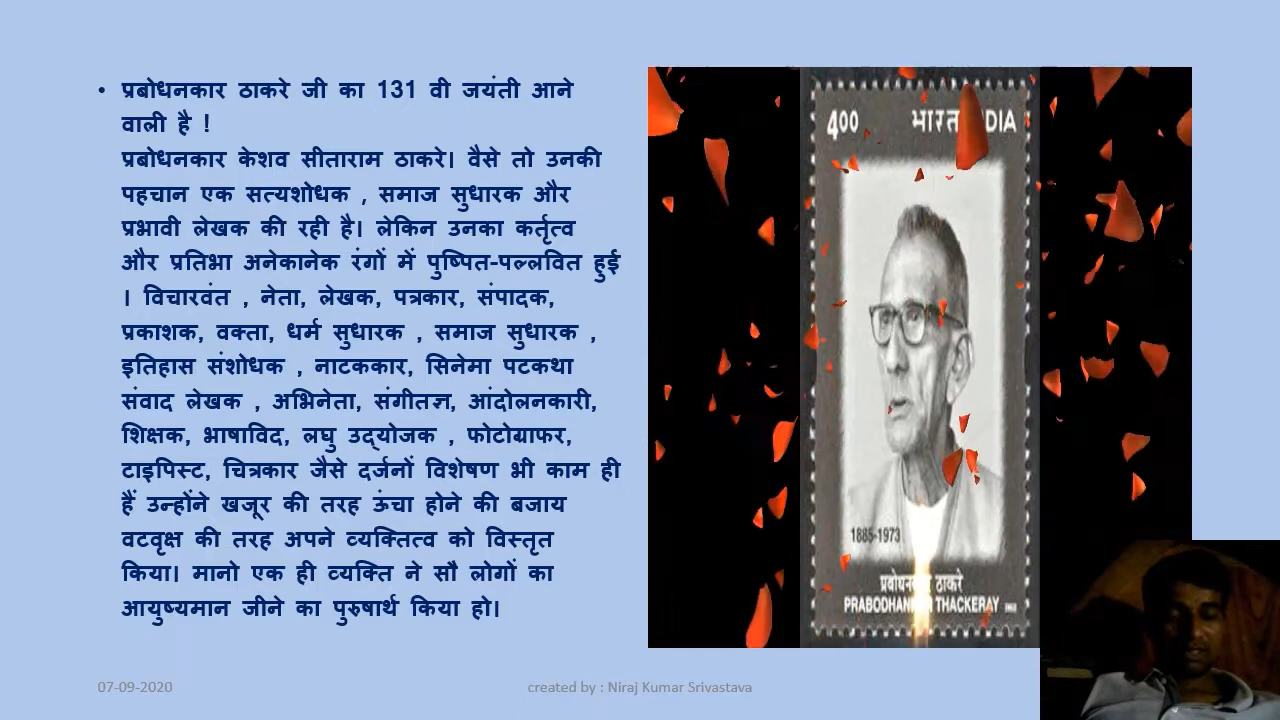 • प्रबोधनकार ठाकरे जी का 131 वी जयंती आने
वाली है !
प्रबोधनकार केशव सीताराम ठाकरे। वैसे तो उनकी
पहचान एक सत्यशोधक , समाज सुधारक और
प्रभावी लेखक की रही है। लेकिन उनका कर्तृत्व
और प्रतिभा अनेकानेक रंगों में पुष्पित-पल्लवित हुई
। विचारवंत , नेता, लेखक, पत्रकार, संपादक,
प्रकाशक, वक्ता, धर्म सुधारक , समाज सुधारक ,
इतिहास संशोधक , नाटककार, सिनेमा पटकथा
संवाद लेखक , अभिनेता, संगीतज्ञ, आंदोलनकारी,
शिक्षक, भाषाविद, लघु उद्योजक , फोटोग्राफर,
टाइपिस्ट, चित्रकार जैसे दर्जनों विशेषण भी काम ही
हैं उन्होंने खजूर की तरह ऊंचा होने की बजाय
वटवृक्ष की तरह अपने व्यक्तित्व को विस्तृत
किया। मानो एक ही व्यक्ति ने सौ लोगों का
आयुष्यमान जीने का पुरुषार्थ किया हो।
400
भारत
1885-1973
ठाकरे
THACKERAY
07-09-2020
created by : Niraj Kumar Srivastava